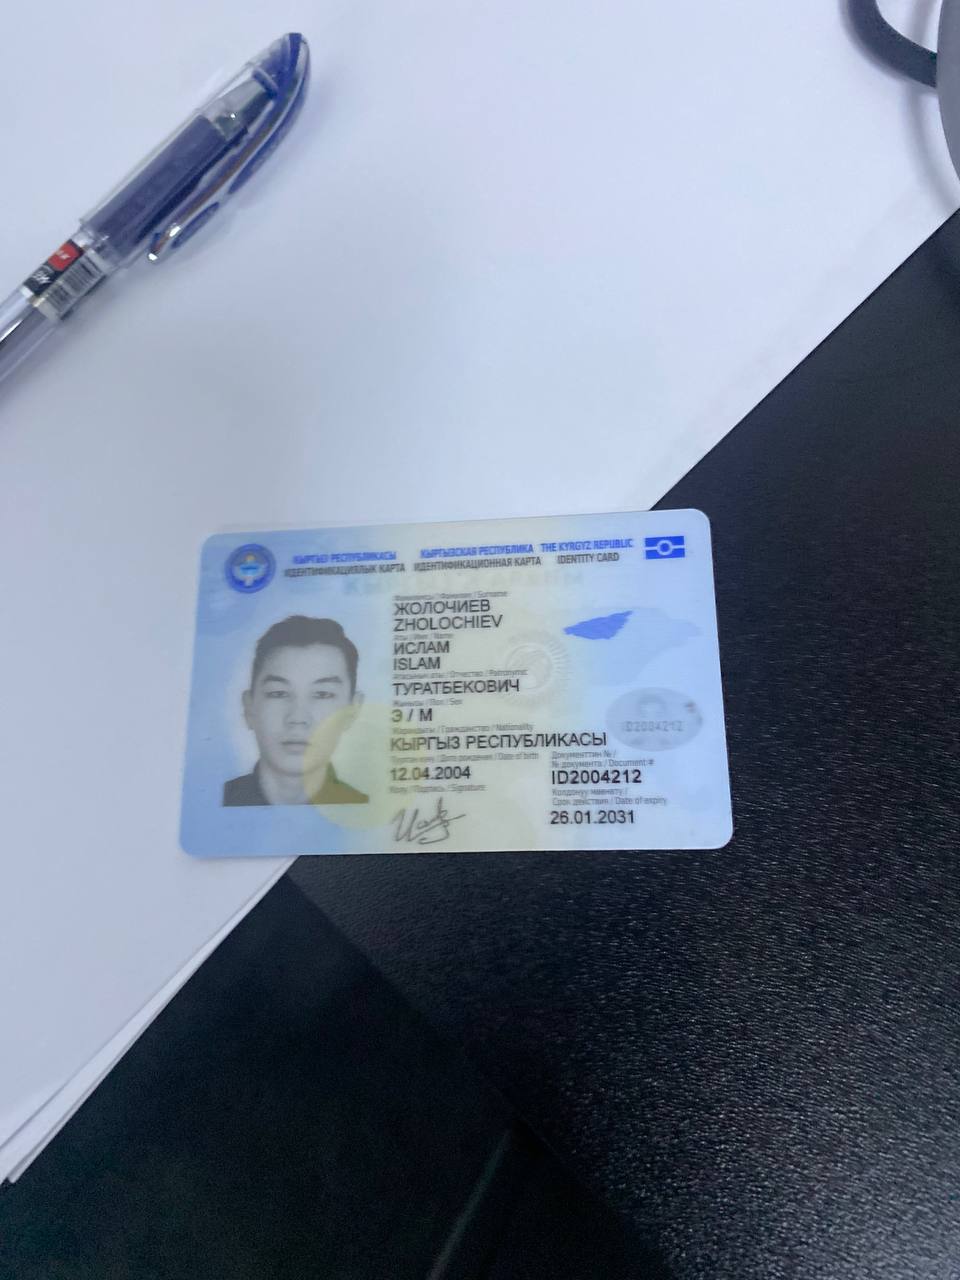 КЫРГЫЗ РЕСПУБЛИКАСЫ КЫРГЫЗСКАЯ РЕСПУБЛИКА THE KYRGYZ REPUBLIC
ИДЕНТИФИКАЦИЯЛЫК КАРТА ИДЕНТИФИКАЦИОННАЯ КАРТА IDENTITY CARD
Фамилиясы / Фамилия / Surname
ЖОЛОЧИЕВ
ZHOLOCHIEV
Аты / Имя / Name
ИСЛАМ
ISLAM
Атасынын аты / Отчество / Patronymic
ТУРАТБЕКОВИЧ
Жынысы / Пол / Sex
Э / М
Жарандыгы / Гражданство / Nationality
КЫРГЫЗ РЕСПУБЛИКАСЫ
Туулган күнү / Дата рождения / Date of birth
12.04.2004
Колу / Подпись / Signature
Документтин № /
№ документа / Document #
ID2004212
Колдонуу мөөнөтү /
Срок действия / Date of expiry
26.01.2031
ID2004212